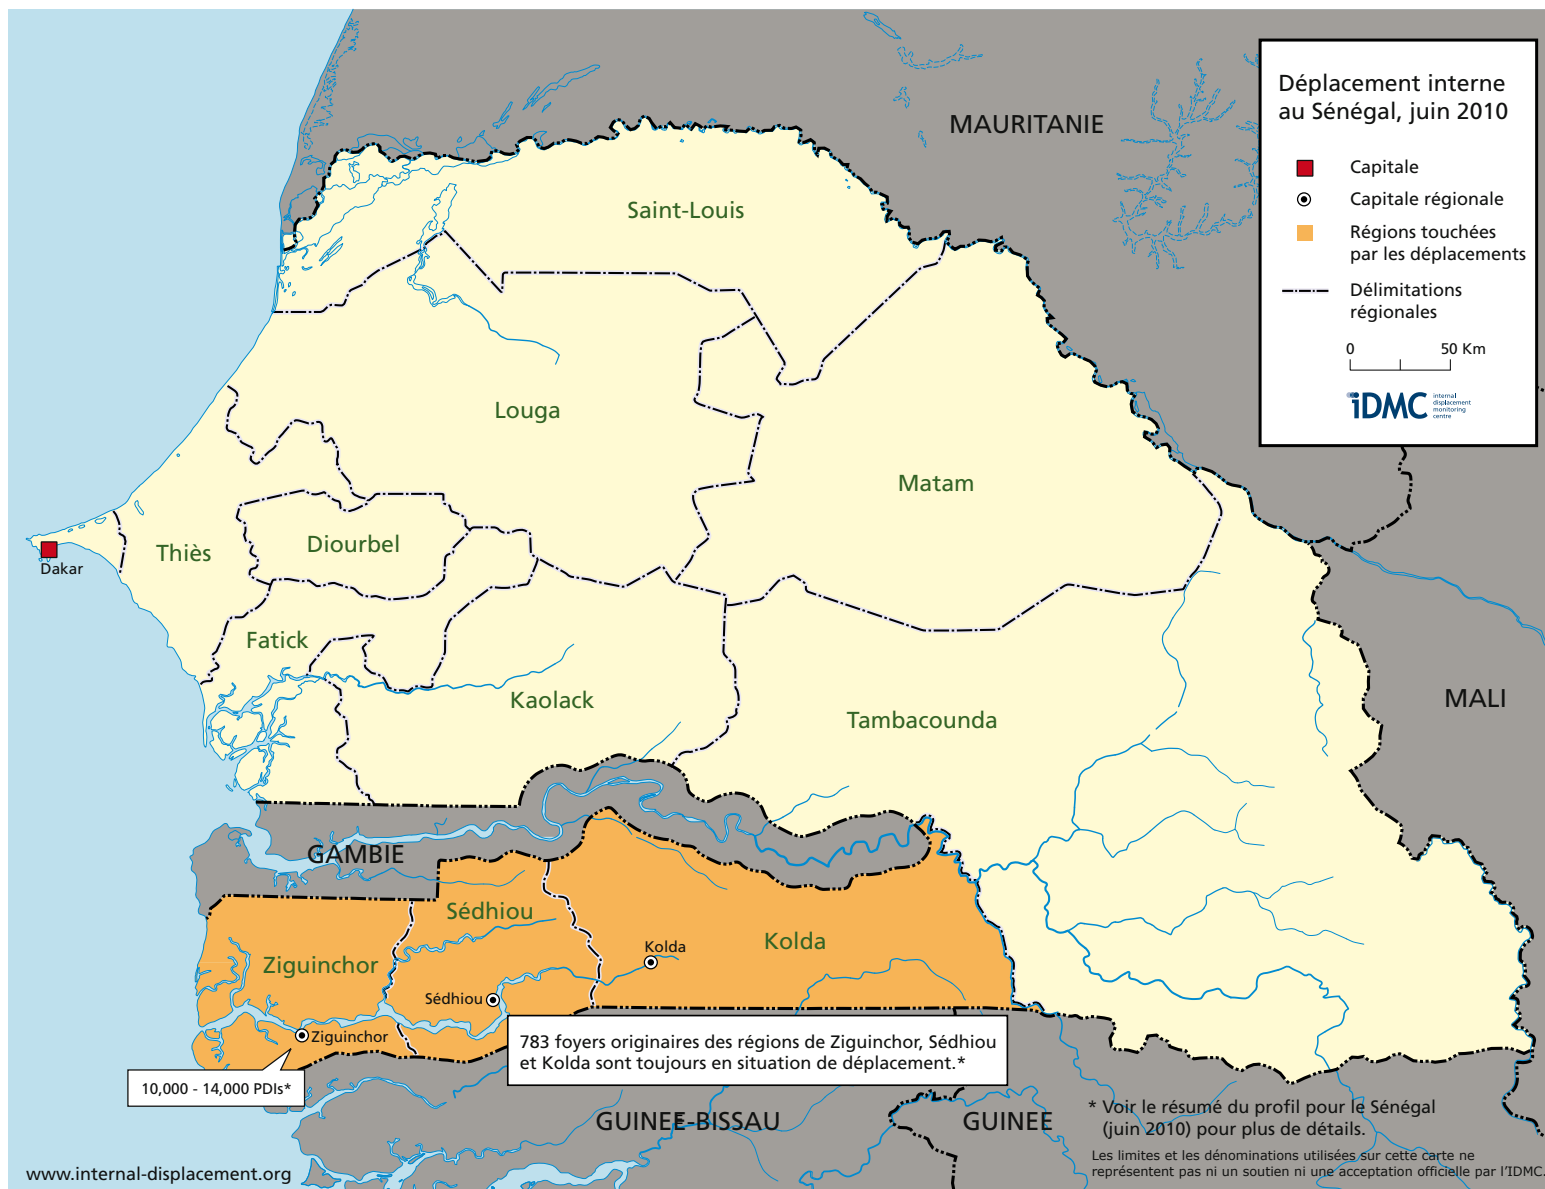 Déplacement interne
au Sénégal, juin 2010
Capitale
Capitale régionale
Régions touchées
par les déplacements
Délimitations
régionales
0 50 Km
iDMC
internal
displacement
monitoring
centre
MAURITANIE
Saint-Louis
Louga
Matam
Thiès
Diourbel
Dakar
Fatick
Kaolack
Tambacounda
MALI
GAMBIE
Sédhiou
Kolda
Kolda
Ziguinchor
Sédhiou
Ziguinchor
783 foyers originaires des régions de Ziguinchor, Sédhiou
et Kolda sont toujours en situation de déplacement.*
10,000 - 14,000 PDIs*
GUINEE-BISSAU
GUINEE
* Voir le résumé du profil pour le Sénégal
(juin 2010) pour plus de détails.
Les limites et les dénominations utilisées sur cette carte ne
représentent pas ni un soutien ni une acceptation officielle par l'IDMC.
www.internal-displacement.org